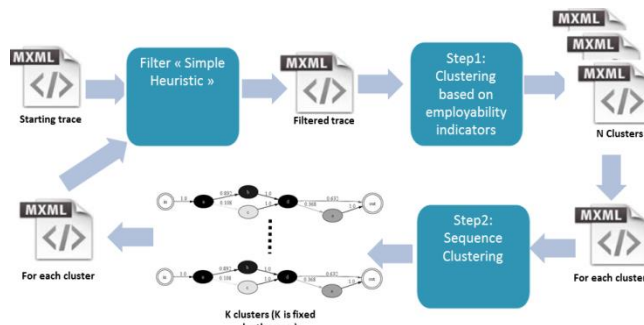 MXML
Starting trace
Filter « Simple
Heuristic »
MXML
Filtered trace
Step1:
Clustering
based on
employability
indicators
MXML
MXML
MXML
N Clusters
MXML
For each cluster
Step2:
Sequence
Clustering
K clusters (K is fixed
MXML
For each cluster